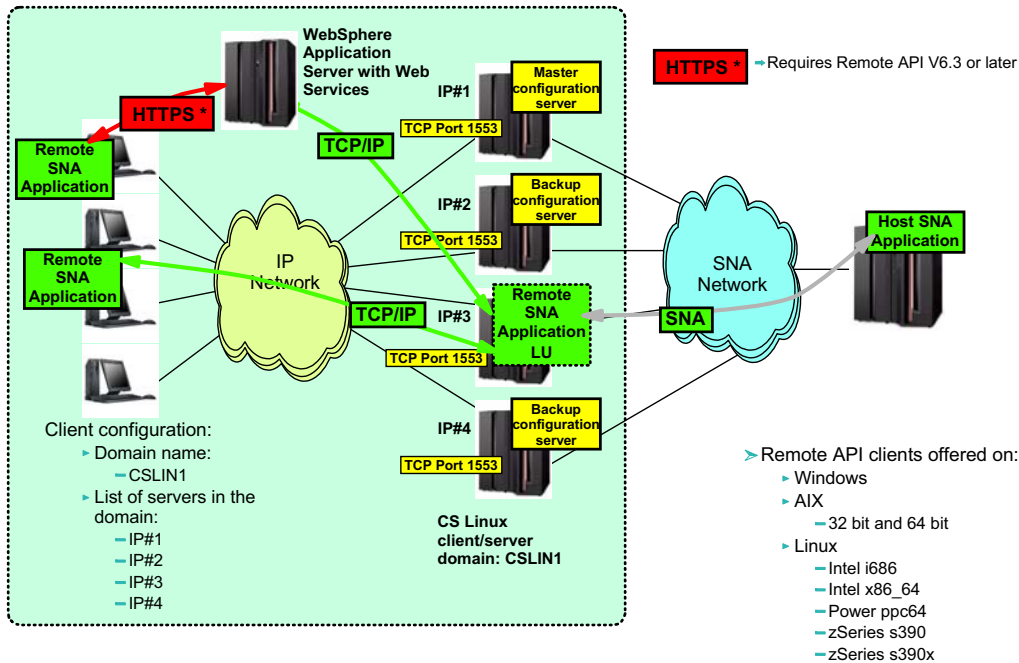 WebSphere
Application
Server with Web
Services
HTTPS *
Requires Remote API V6.3 or later
HTTPS *
TCP/IP
IP#1
Master
configuration
server
TCP Port 1553
Remote
SNA
Application
IP#2
Backup
configuration
server
TCP Port 1553
Remote
SNA
Application
IP
Network
SNA
Network
Host SNA
Application
IP#3
Remote
SNA
Application
LU
TCP/IP
SNA
TCP Port 1553
IP#4
Backup
configuration
server
TCP Port 1553
Client configuration:
Domain name:
CSLIN1
List of servers in the
domain:
IP#1
IP#2
IP#3
IP#4
CS Linux
client/server
domain: CSLIN1
Remote API clients offered on:
Windows
AIX
32 bit and 64 bit
Linux
Intel i686
Intel x86_64
Power ppc64
zSeries s390
zSeries s390x